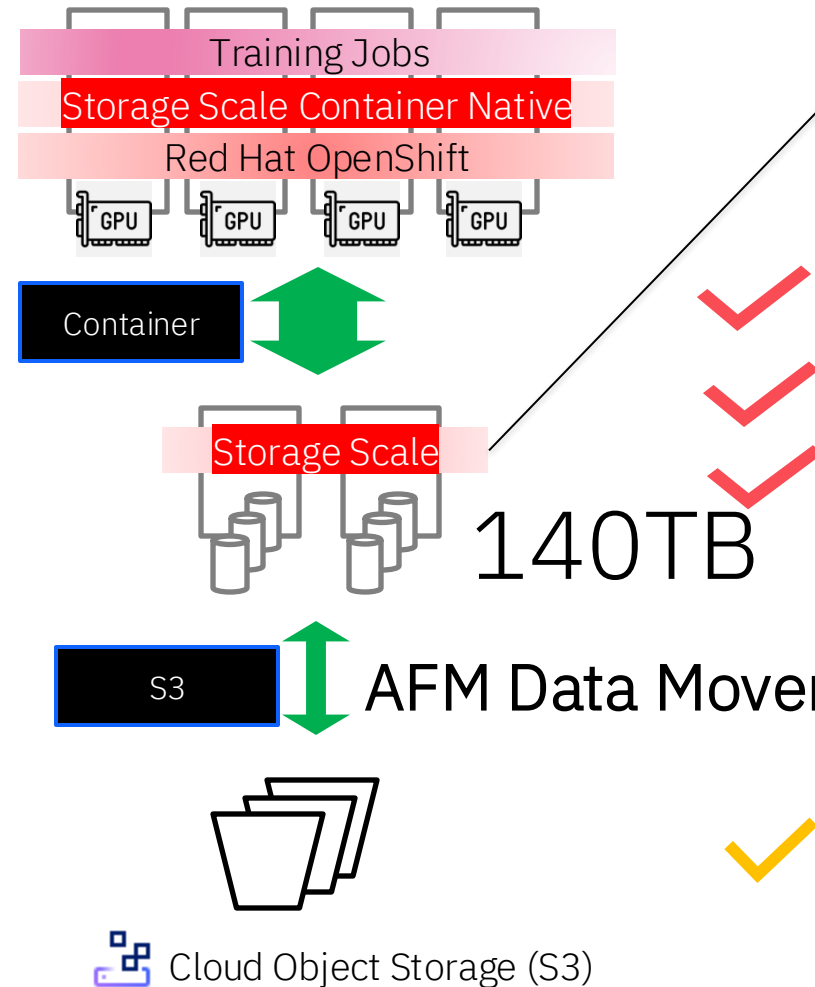 Training Jobs
Storage Scale Container Native
Red Hat OpenShift
GPU GPU GPU GPU
Container
Storage Scale
140TB
S3
AFM Data Mover
Cloud Object Storage (S3)